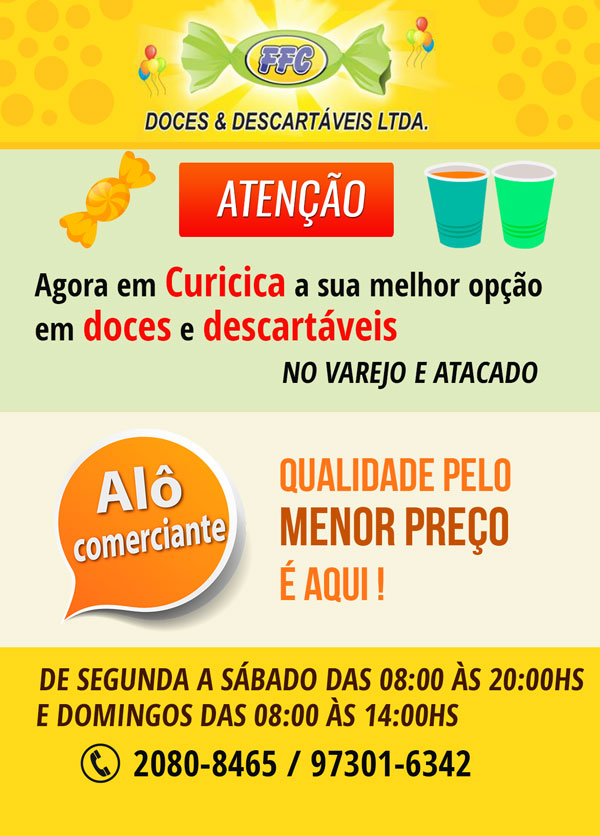 FFC
DOCES & DESCARTÁVEIS LTDA.
ATENÇÃO
Agora em Curicica a sua melhor opção
em doces e descartáveis
NO VAREJO E ATACADO
Alô
comerciante
QUALIDADE PELO
MENOR PREÇO
É AQUI !
DE SEGUNDA A SÁBADO DAS 08:00 ÀS 20:00HS
E DOMINGOS DAS 08:00 ÀS 14:00HS
2080-8465 / 97301-6342